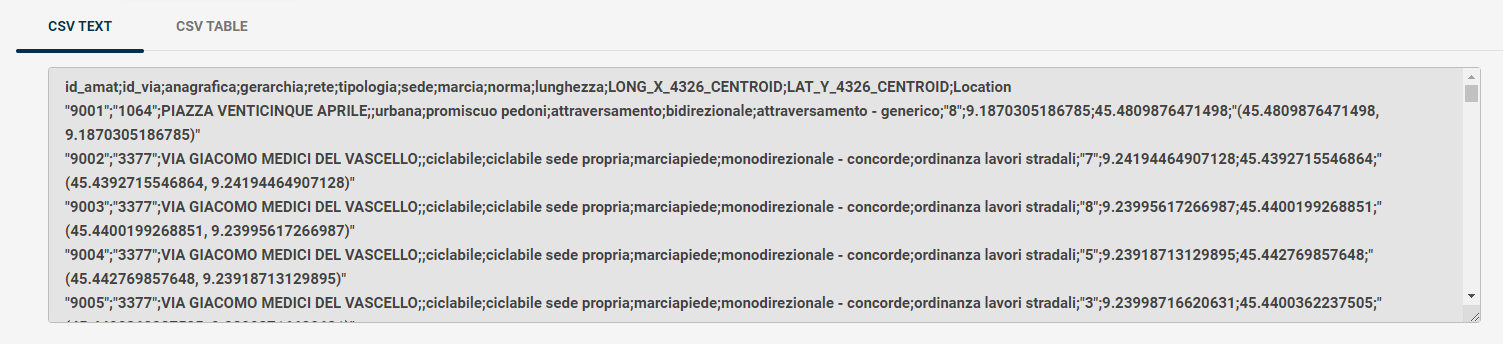 CSV TEXT
CSV TABLE
id_amat;id_via;anagrafica;gerarchia;rete;tipologia;sede;marcia;norma;lunghezza;LONG_X_4326_CENTROID;LAT_Y_4326_CENTROID;Location
"9001";"1064";PIAZZA VENTICINQUE APRILE;;urbana;promiscuo pedoni;attraversamento;bidirezionale;attraversamento - generico;"8";9.1870305186785;45.4809876471498;"(45.4809876471498,
9.1870305186785)"
"9002";"3377";VIA GIACOMO MEDICI DEL VASCELLO;;ciclabile;ciclabile sede propria;marciapiede;monodirezionale - concorde;ordinanza lavori stradali;"7";9.24194464907128;45.4392715546864;"
(45.4392715546864, 9.24194464907128)"
"9003";"3377";VIA GIACOMO MEDICI DEL VASCELLO;;ciclabile;ciclabile sede propria;marciapiede;monodirezionale - concorde;ordinanza lavori stradali;"8";9.23995617266987;45.4400199268851;"
(45.4400199268851, 9.23995617266987)"
"9004";"3377";VIA GIACOMO MEDICI DEL VASCELLO;;ciclabile;ciclabile sede propria;marciapiede;monodirezionale - concorde;ordinanza lavori stradali;"5";9.23918713129895;45.442769857648;"
(45.442769857648, 9.23918713129895)"
"9005";"3377";VIA GIACOMO MEDICI DEL VASCELLO;;ciclabile;ciclabile sede propria;marciapiede;monodirezionale - concorde;ordinanza lavori stradali;"3";9.23998716620631;45.4400362237505;"